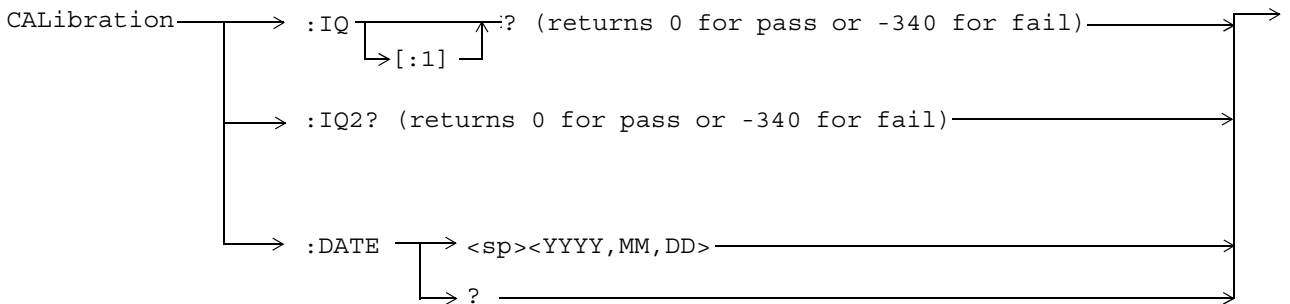 CALibration :IQ ? (returns 0 for pass or -340 for fail)
[:1]
:IQ2? (returns 0 for pass or -340 for fail)
:DATE <sp><YYYY,MM,DD>
?